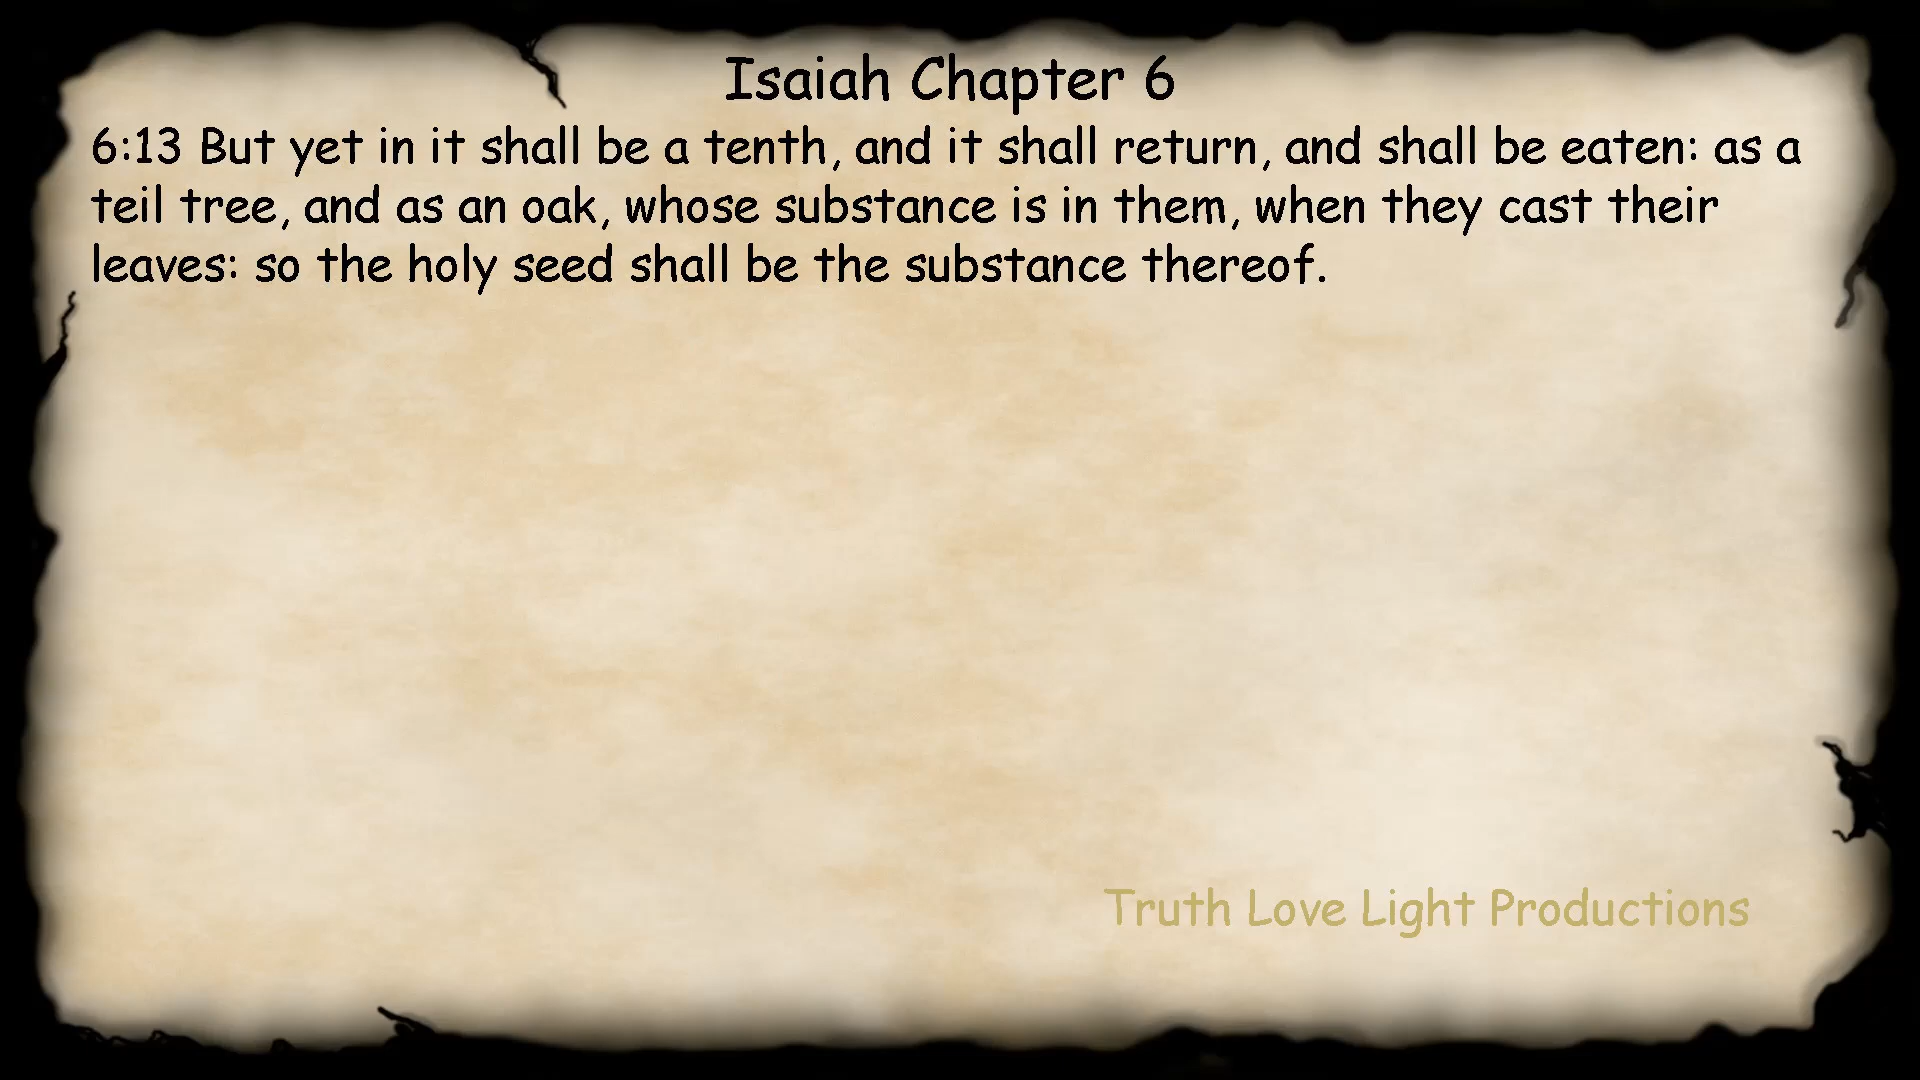 Isaiah Chapter 6
6:13 But yet in it shall be a tenth, and it shall return, and shall be eaten: as a
teil tree, and as an oak, whose substance is in them, when they cast their
leaves: so the holy seed shall be the substance thereof.
Truth Love Light Productions